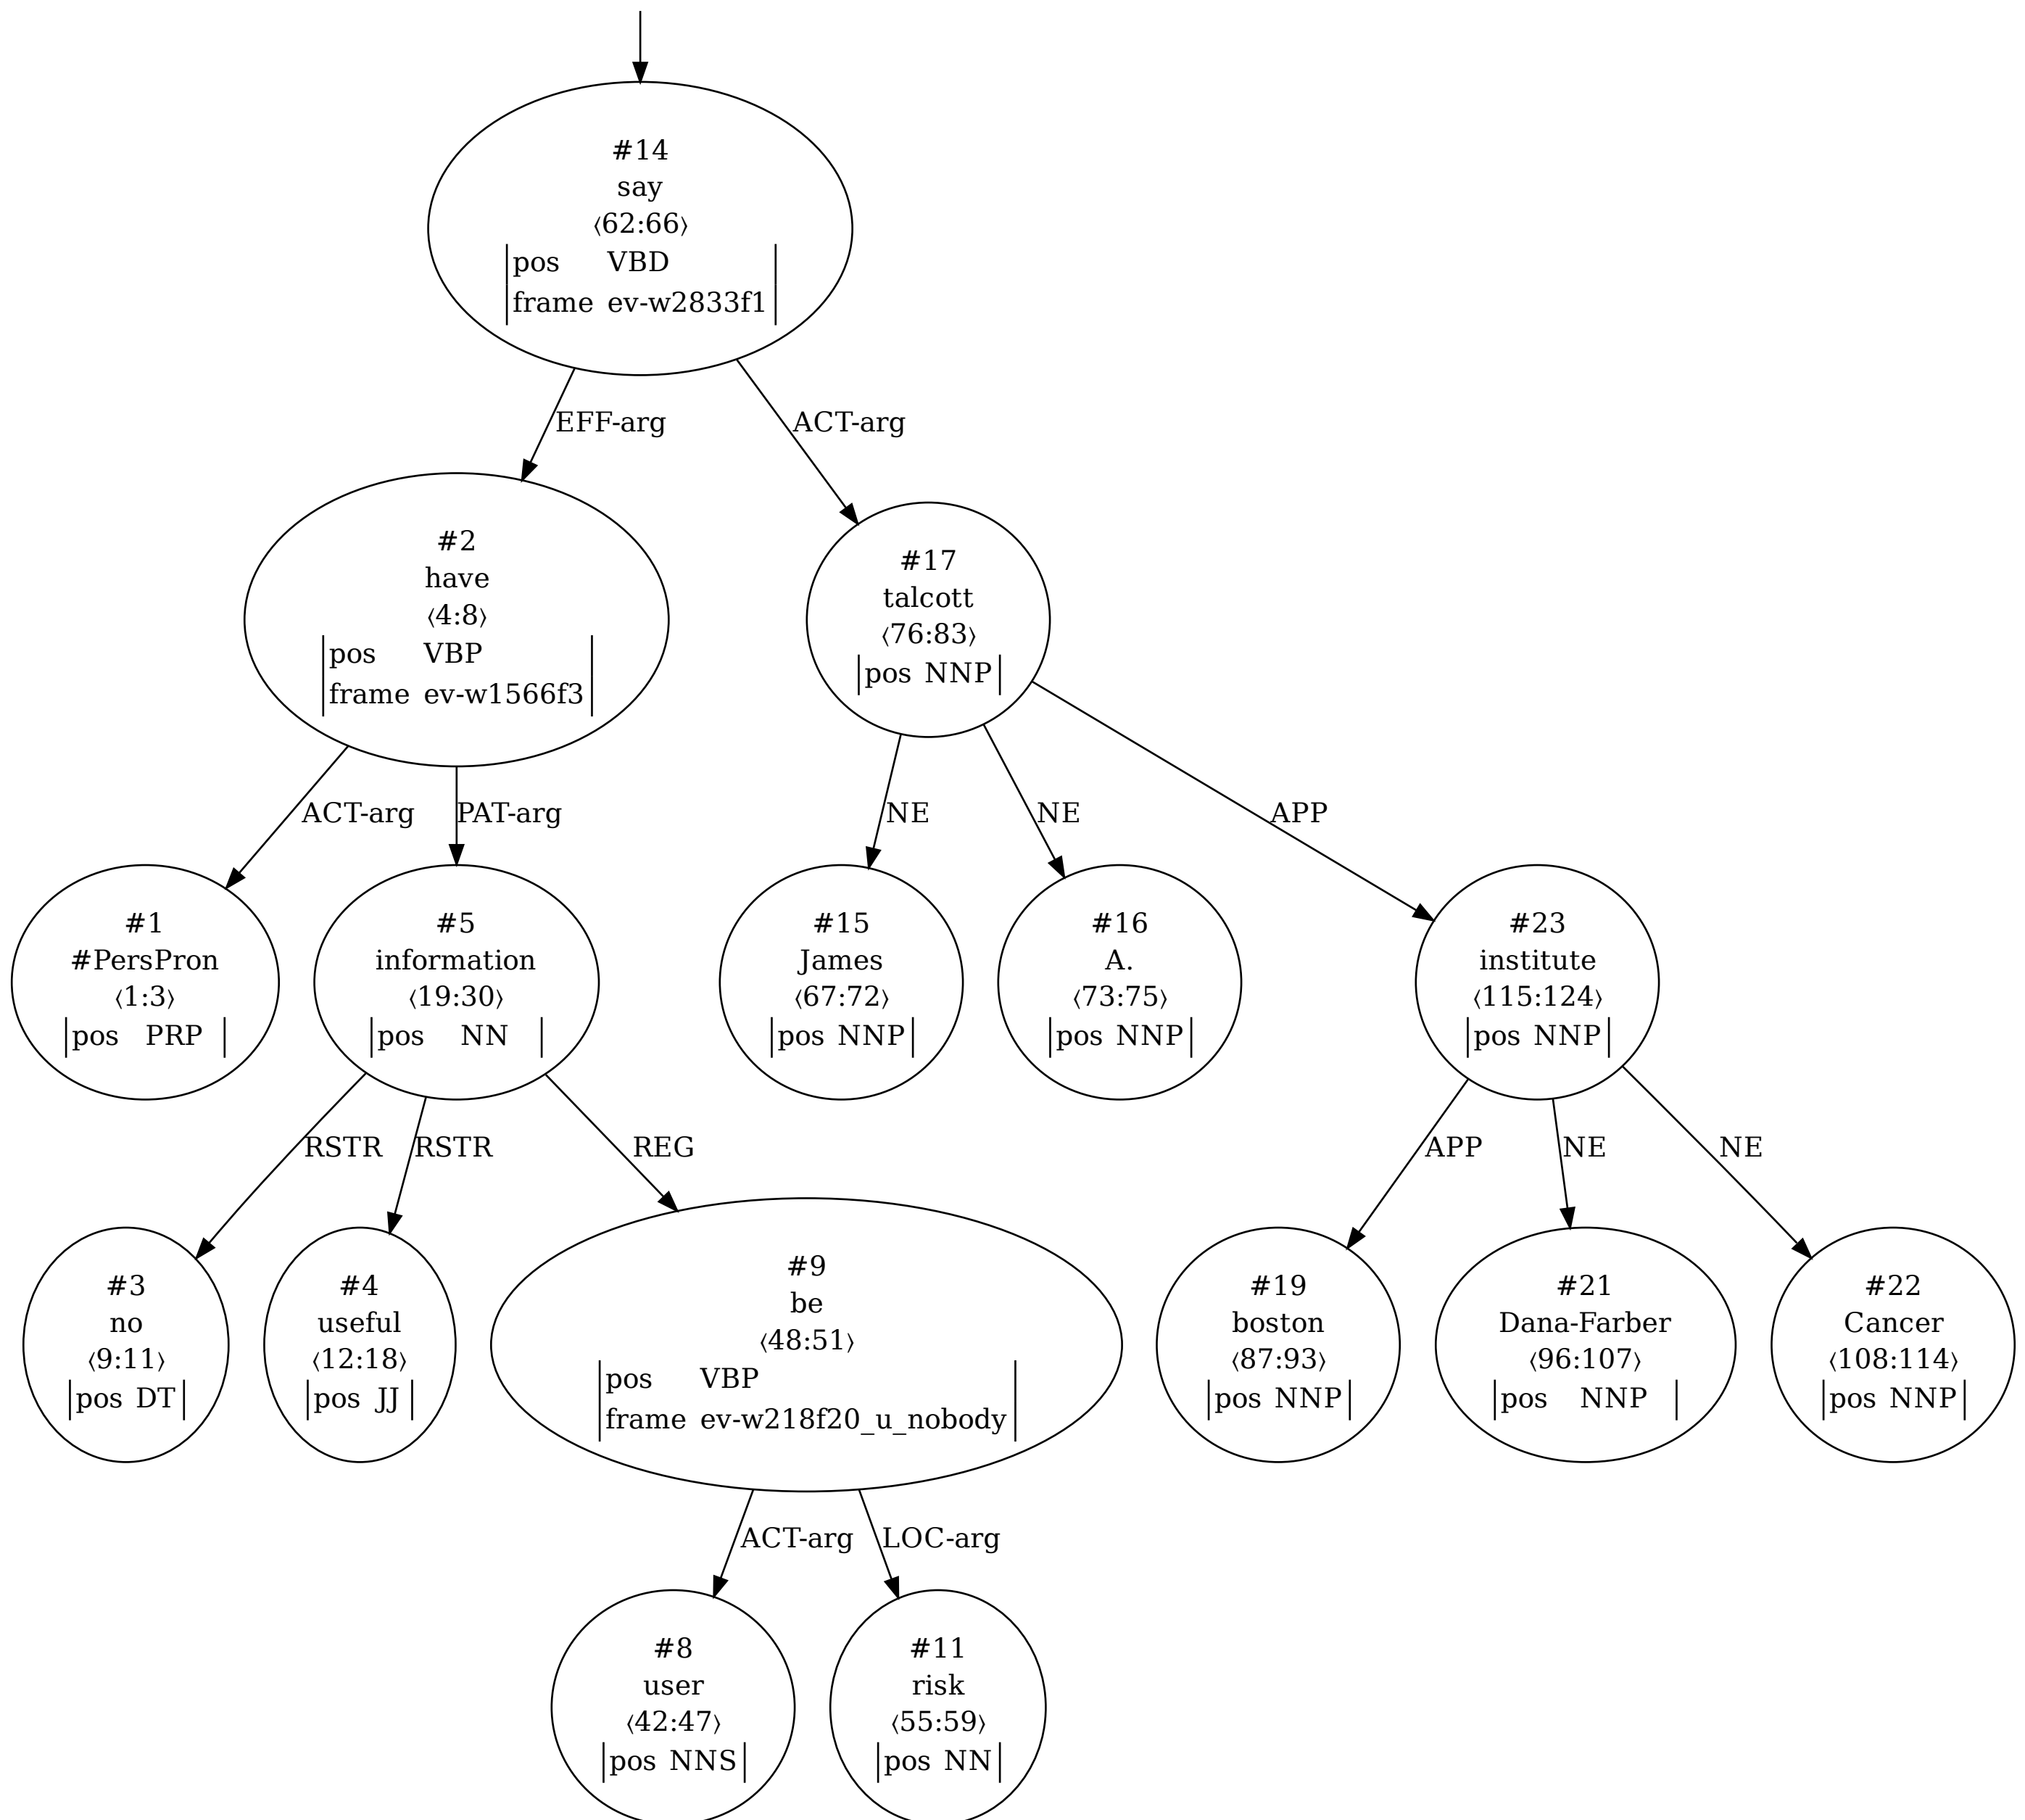 #14
say
⟨62:66⟩
pos VBD
frame ev-w2833f1
EFF-arg
ACT-arg
#2
have
⟨4:8⟩
pos VBP
frame ev-w1566f3
#17
talcott
⟨76:83⟩
pos NNP
ACT-arg
PAT-arg
NE
NE
APP
#1
#PersPron
⟨1:3⟩
pos PRP
#5
information
⟨19:30⟩
pos NN
#15
James
⟨67:72⟩
pos NNP
#16
A.
⟨73:75⟩
pos NNP
#23
institute
⟨115:124⟩
pos NNP
RSTR
RSTR
REG
APP
NE
NE
#3
no
⟨9:11⟩
pos DT
#4
useful
⟨12:18⟩
pos JJ
#9
be
⟨48:51⟩
pos VBP
frame ev-w218f20_u_nobody
#19
boston
⟨87:93⟩
pos NNP
#21
Dana-Farber
⟨96:107⟩
pos NNP
#22
Cancer
⟨108:114⟩
pos NNP
ACT-arg
LOC-arg
#8
user
⟨42:47⟩
pos NNS
#11
risk
⟨55:59⟩
pos NN